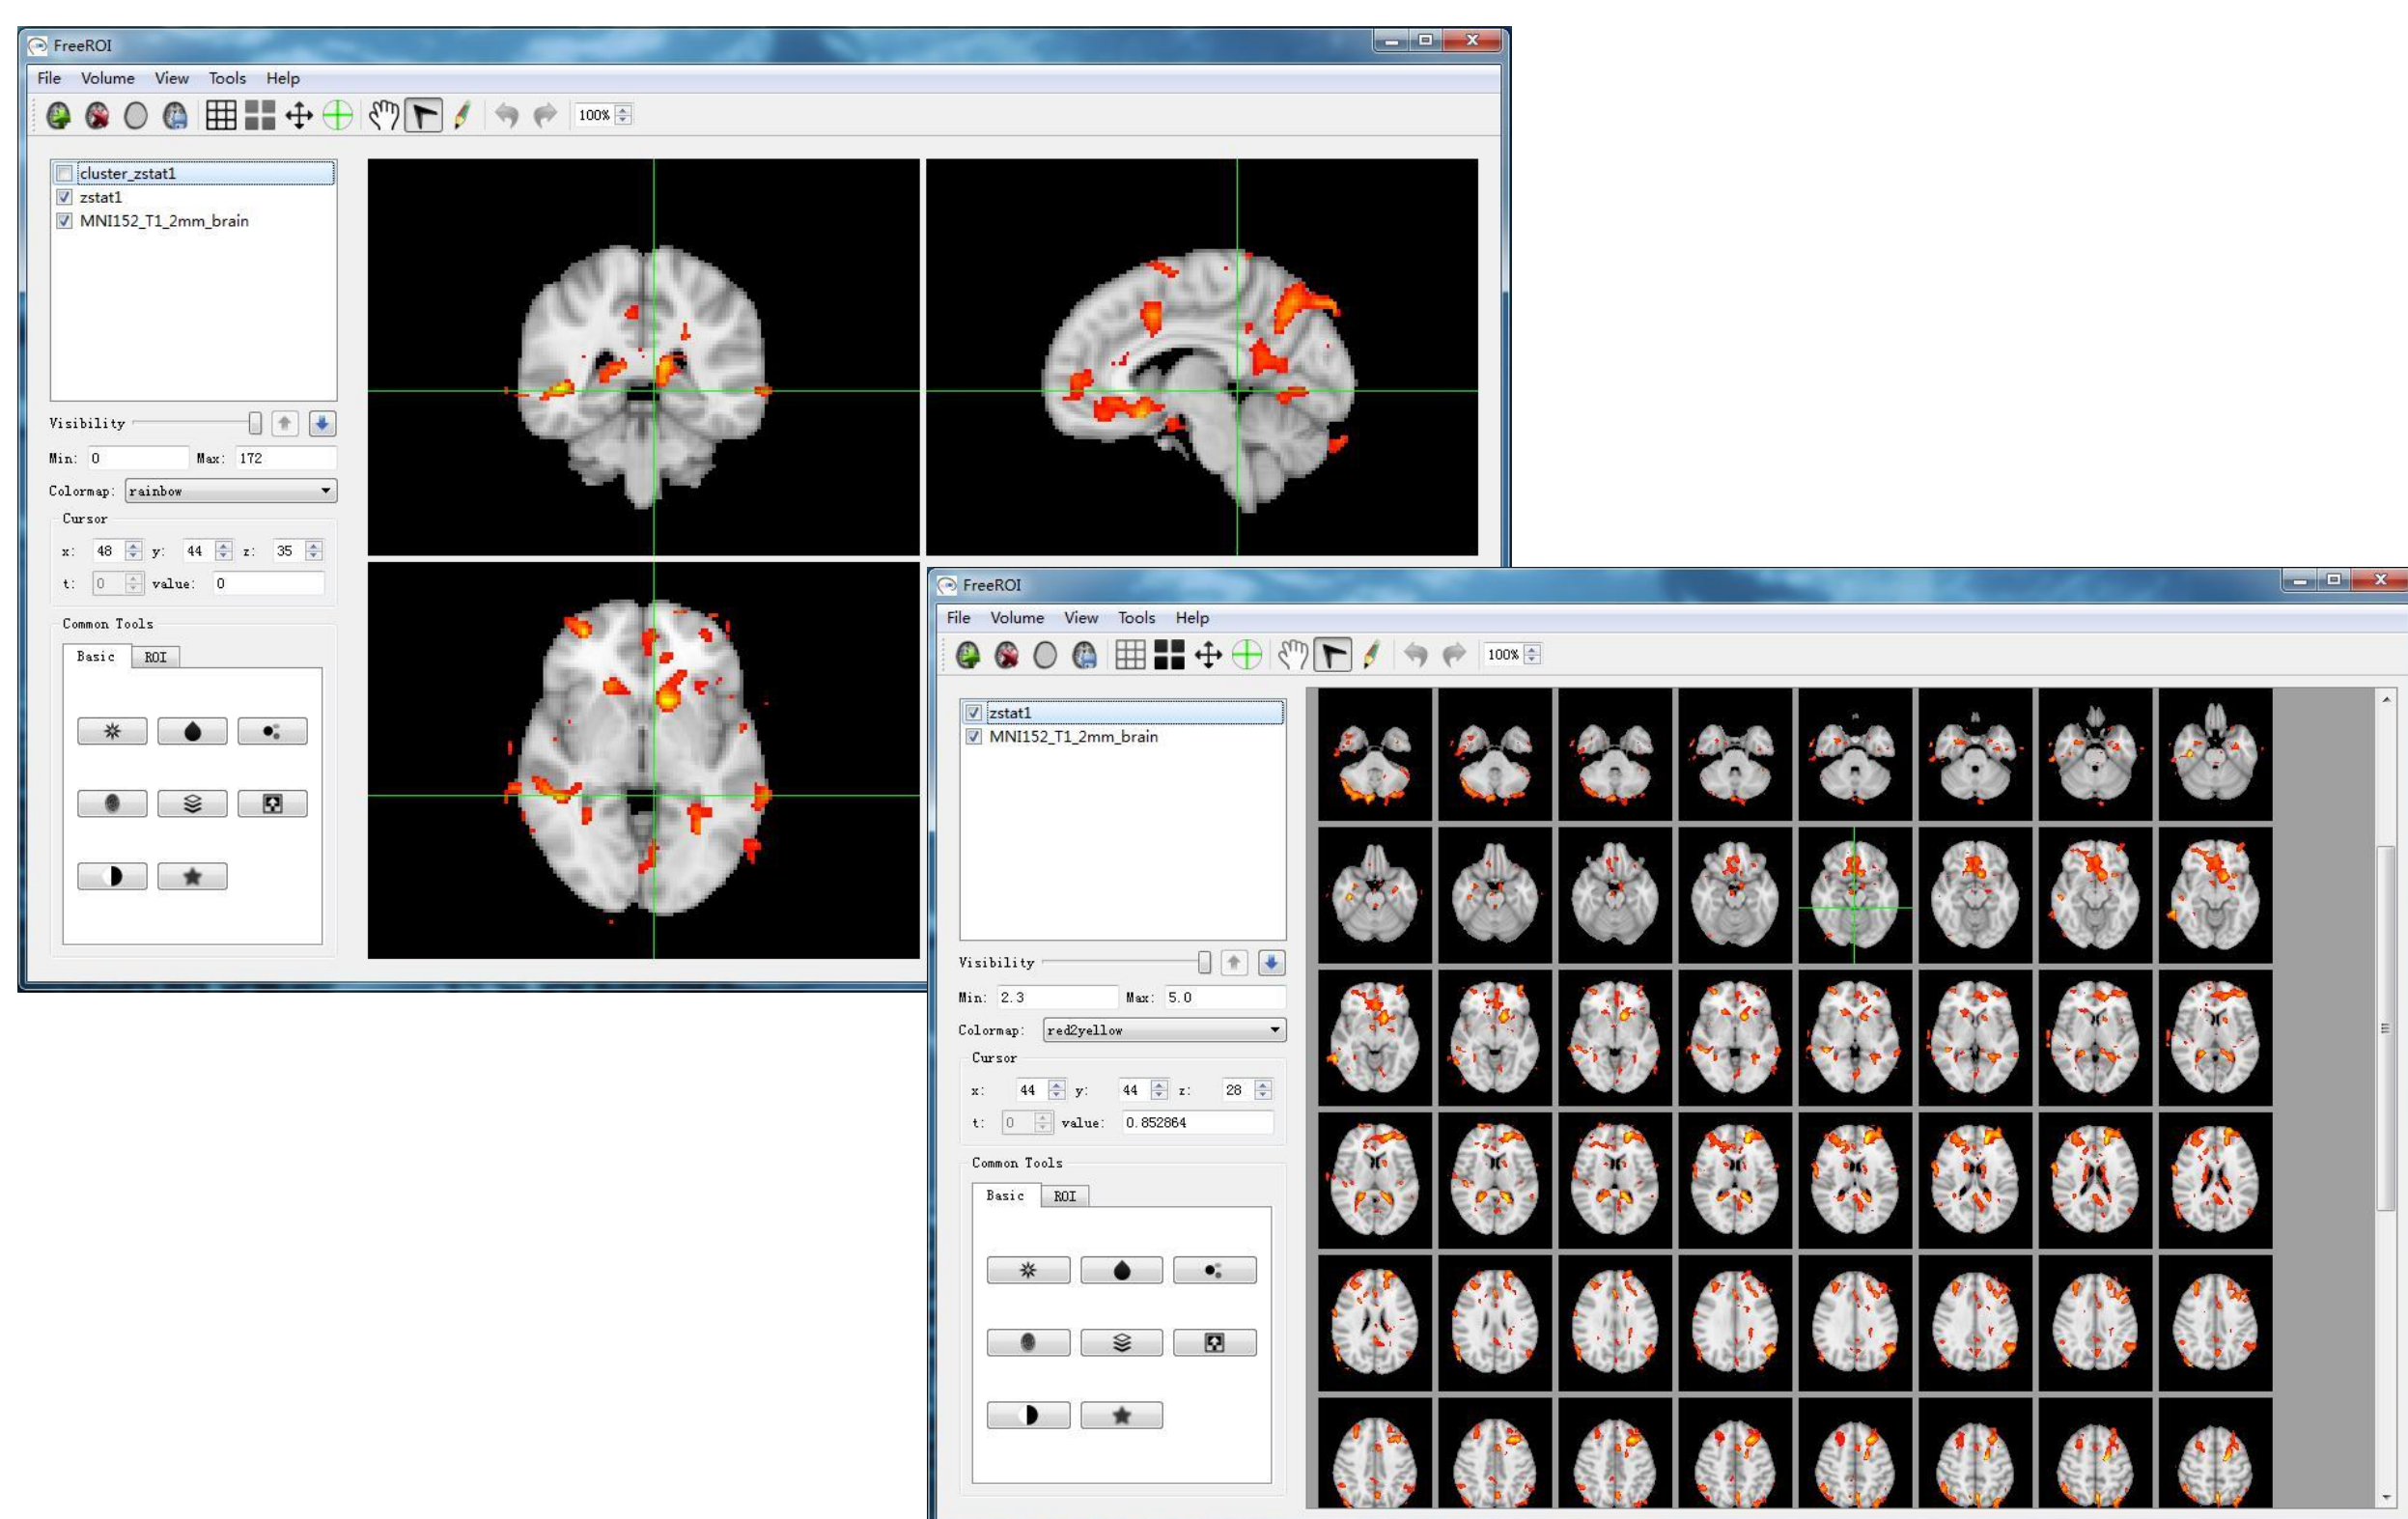 FreeROI
File Volume View Tools Help
100%
cluster_zstat1
zstat1
MNI152_T1_2mm_brain
Visibility
Min: 0 Max: 172
Colormap: rainbow
Cursor
x: 48 y: 44 z: 35
t: 0 value: 0
Common Tools
Basic ROI
FreeROI
File Volume View Tools Help
100%
zstat1
MNI152_T1_2mm_brain
Visibility
Min: 2.3 Max: 5.0
Colormap: red2yellow
Cursor
x: 44 y: 44 z: 28
t: 0 value: 0.852864
Common Tools
Basic ROI